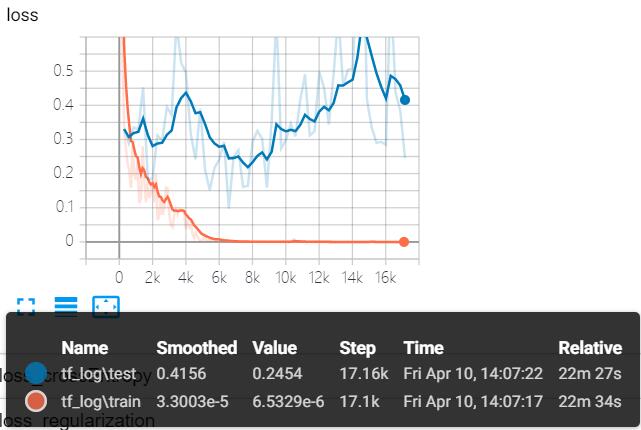 loss
0.5
0.4
0.3
0.2
0.1
0
0 2k 4k 6k 8k 10k 12k 14k 16k
Name Smoothed Value Step Time Relative
tf_log\test 0.4156 0.2454 17.16k Fri Apr 10, 14:07:22 22m 27s
tf_log\train 3.3003e-5 6.5329e-6 17.1k Fri Apr 10, 14:07:17 22m 34s
loss_regularization